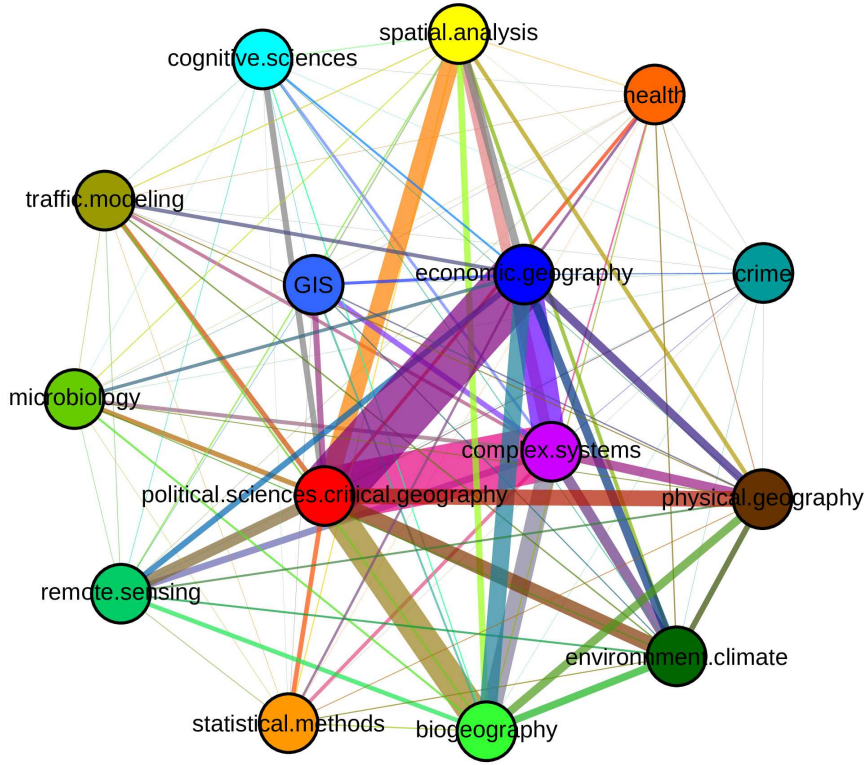 spatial.analysis
cognitive.sciences
health
traffic.modeling
economic.geography
crime
GIS
microbiology
complex.systems
political.sciences.critical.geography
physical.geography
remote.sensing
environnment.climate
statistical.methods
biogeography